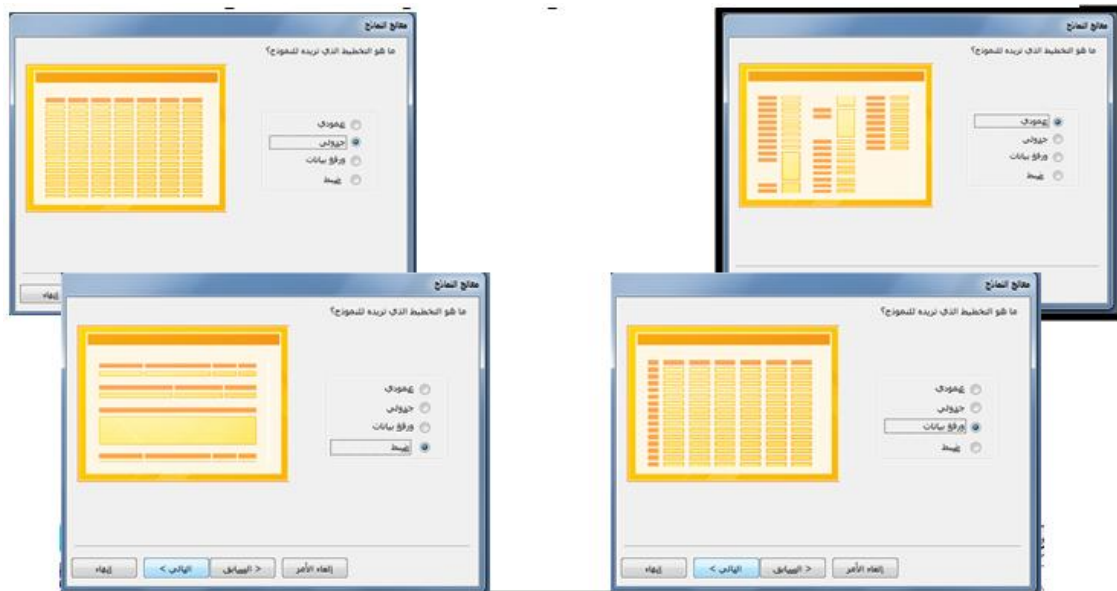 معالج النماذج
ما هو التخطيط الذي تريده للنموذج؟
عمودي
جدولي
ورقة بيانات
ضبط
معالج النماذج
ما هو التخطيط الذي تريده للنموذج؟
عمودي
جدولي
ورقة بيانات
ضبط
إنهاء
معالج النماذج
ما هو التخطيط الذي تريده للنموذج؟
عمودي
جدولي
ورقة بيانات
ضبط
إلغاء الأمر < السابق التالي > إنهاء
معالج النماذج
ما هو التخطيط الذي تريده للنموذج؟
عمودي
جدولي
ورقة بيانات
ضبط
إلغاء الأمر < السابق التالي > إنهاء